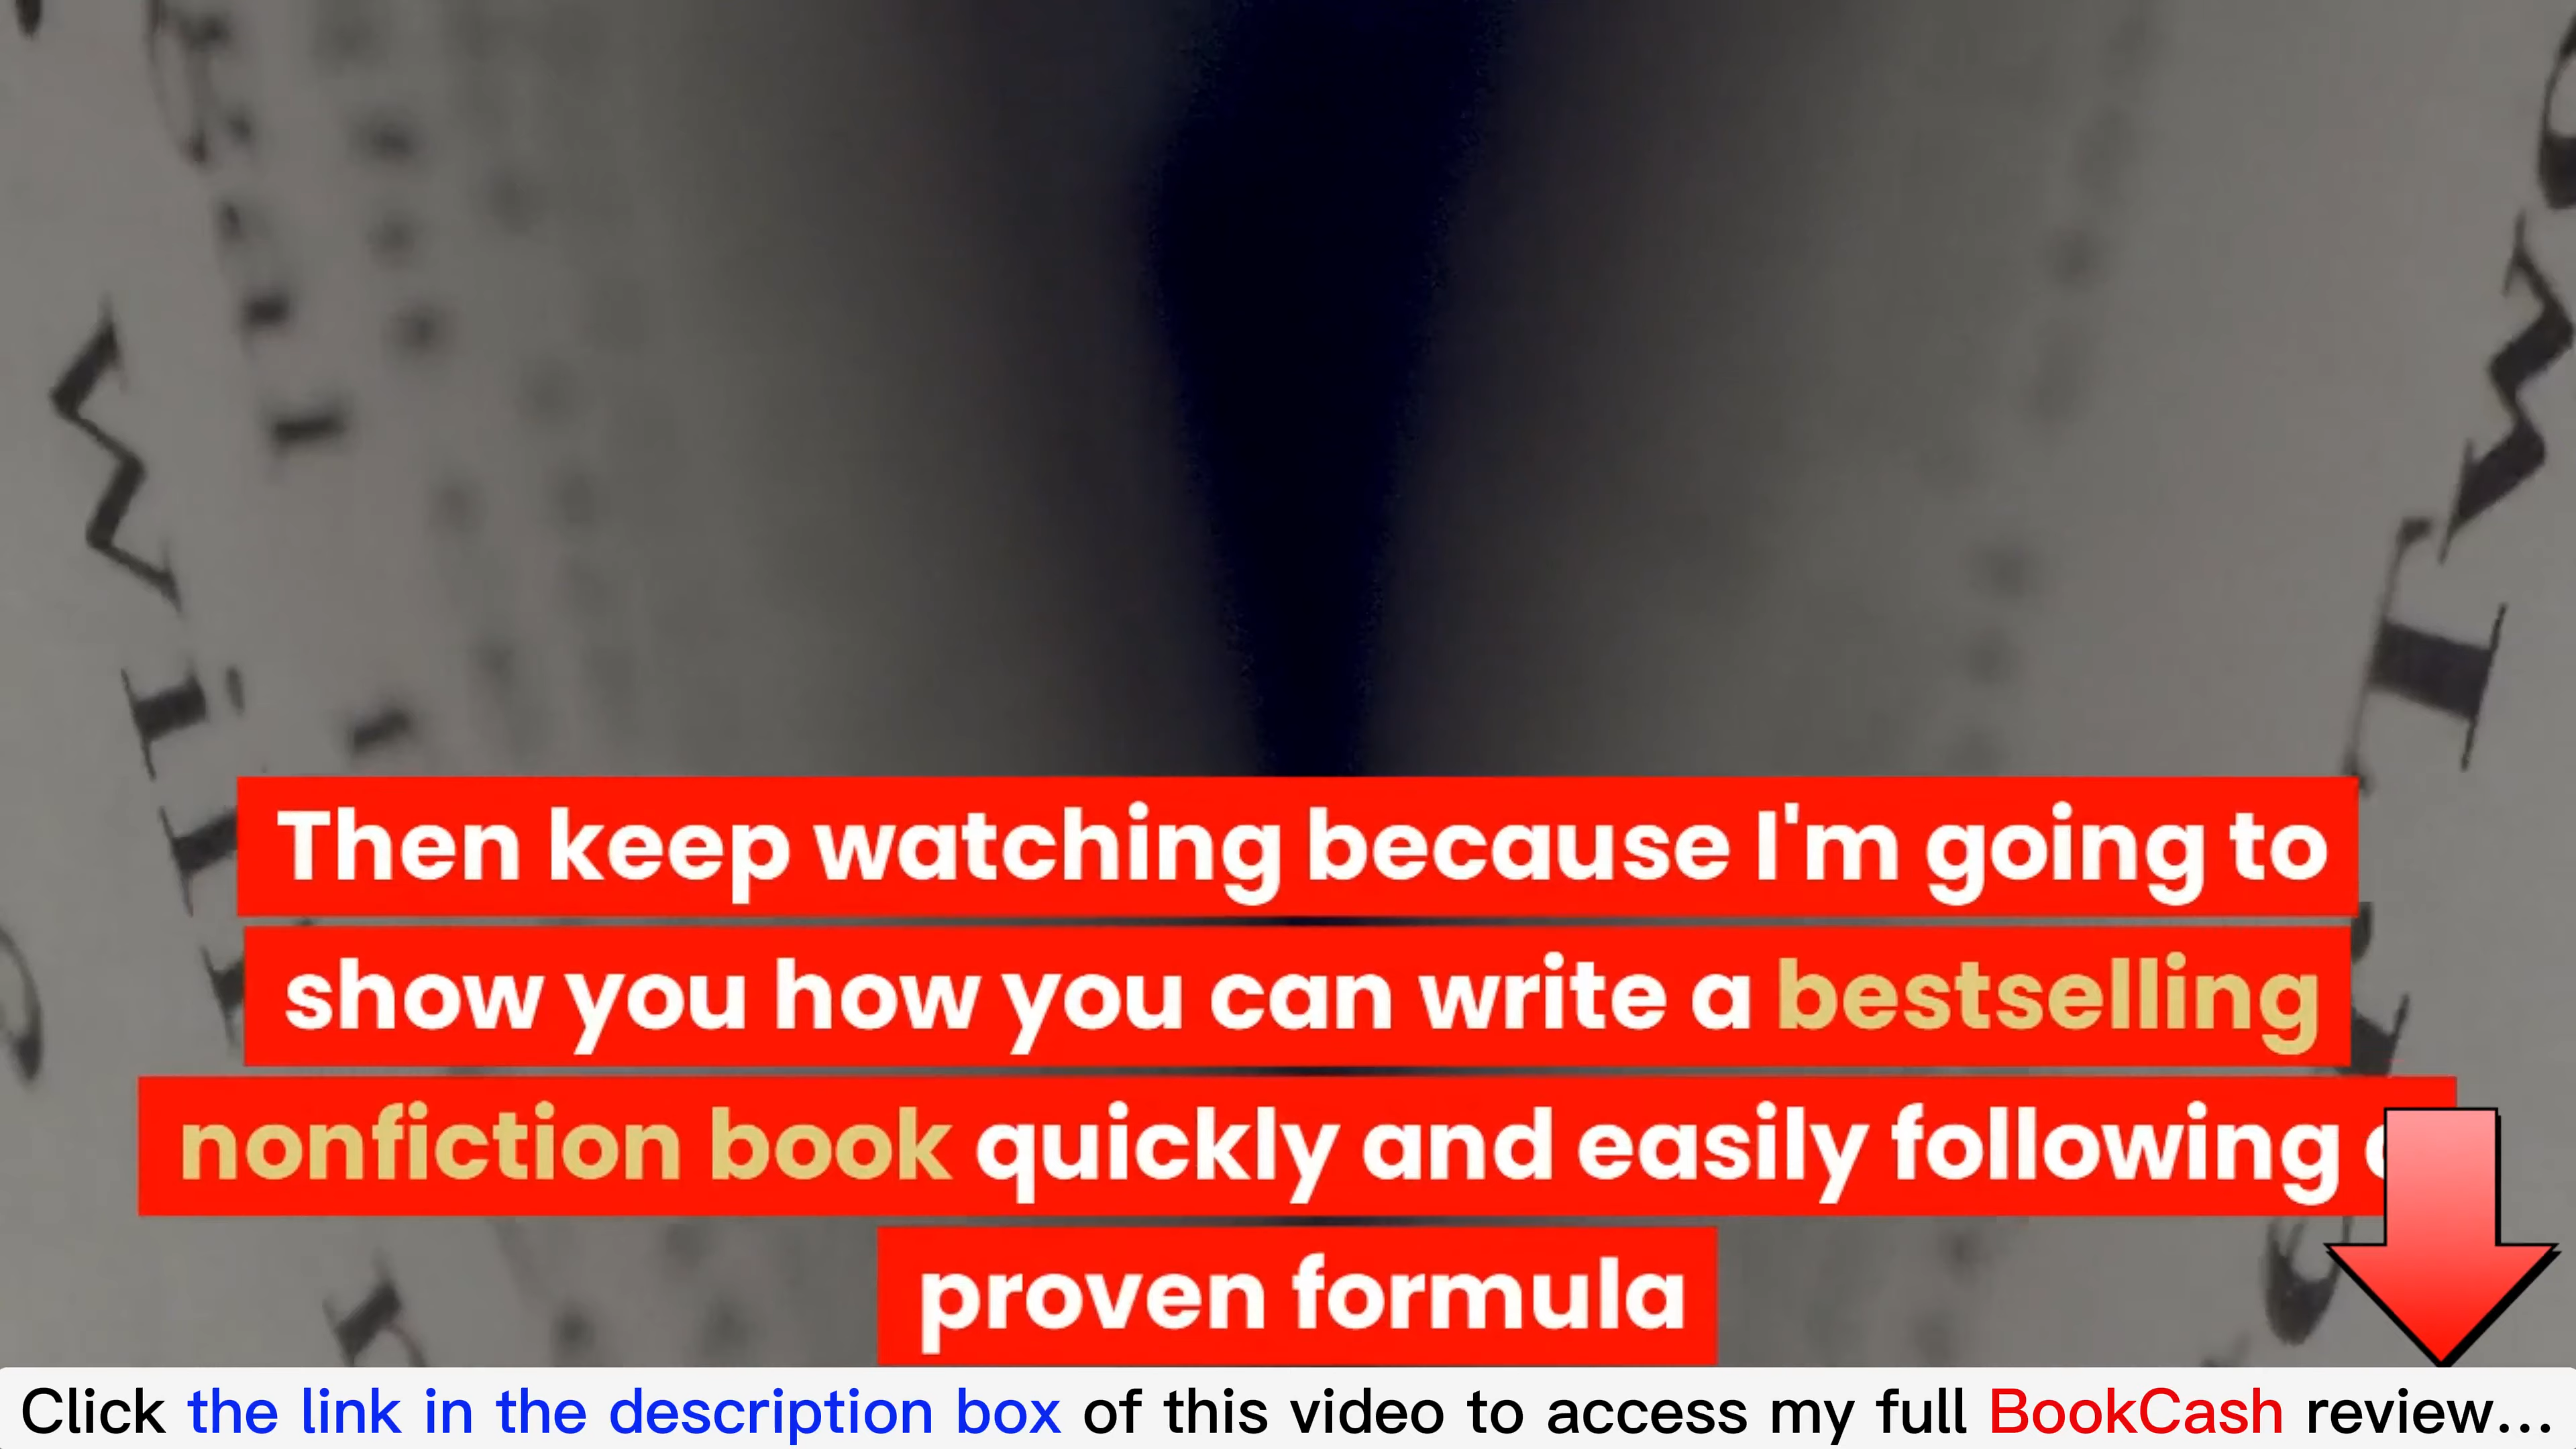 Then keep watching because I'm going to
show you how you can write a bestselling
nonfiction book quickly and easily following
proven formula
Click the link in the description box of this video to access my full BookCash review...